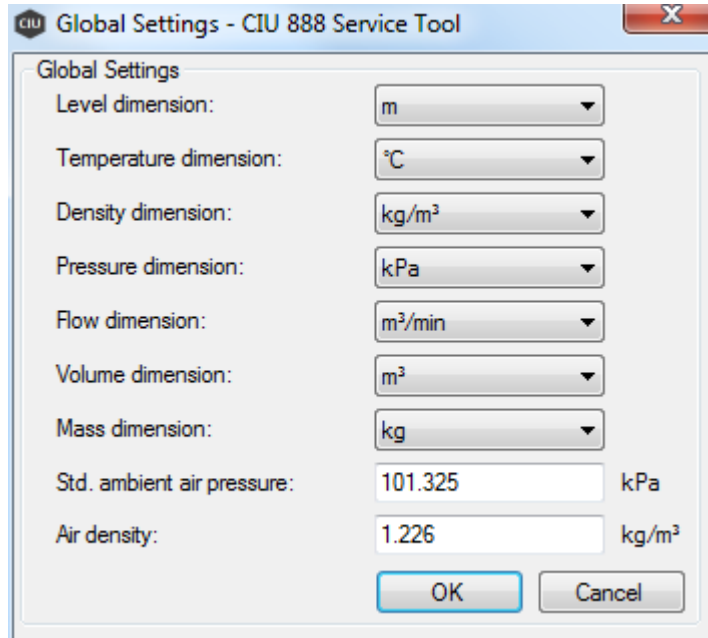 CIU Global Settings - CIU 888 Service Tool
Global Settings
Level dimension: m
Temperature dimension: °C
Density dimension: kg/m³
Pressure dimension: kPa
Flow dimension: m³/min
Volume dimension: m³
Mass dimension: kg
Std. ambient air pressure: 101.325 kPa
Air density: 1.226 kg/m³
OK Cancel